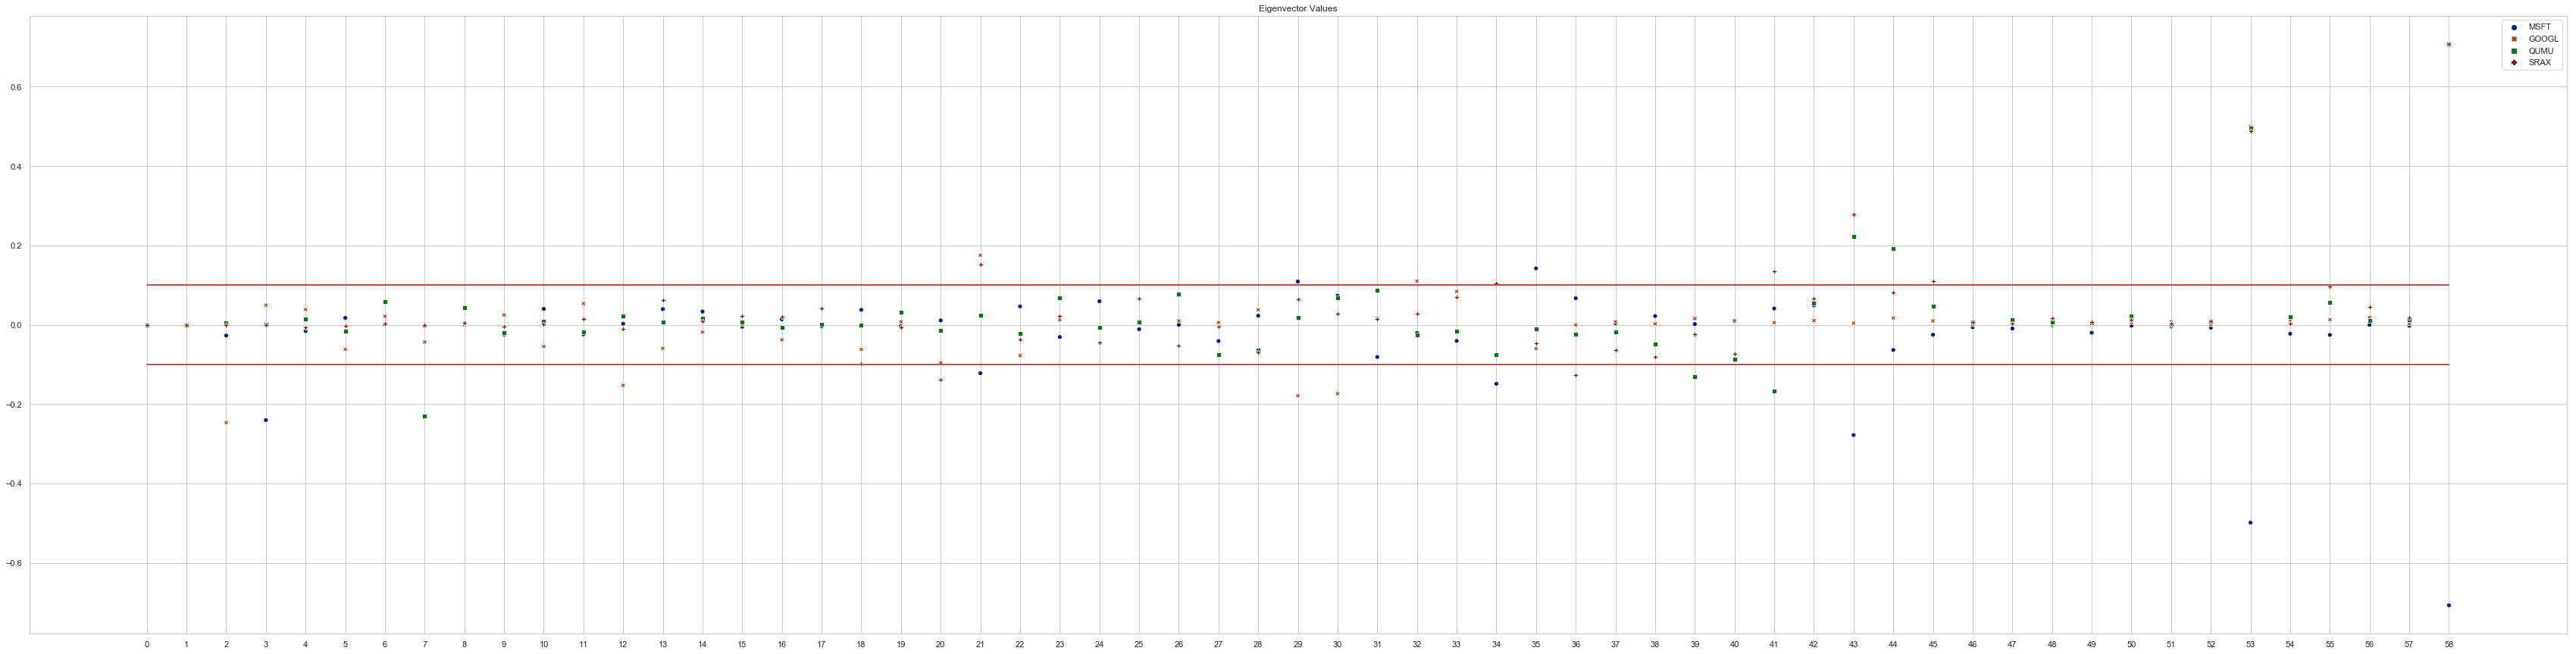 Eigenvector Values
MSFT
GOOGL
QUMU
SRAX
0.6
0.4
0.2
0.0
−0.2
−0.4
−0.6
0 1 2 3 4 5 6 7 8 9 10 11 12 13 14 15 16 17 18 19 20 21 22 23 24 25 26 27 28 29 30 31 32 33 34 35 36 37 38 39 40 41 42 43 44 45 46 47 48 49 50 51 52 53 54 55 56 57 58